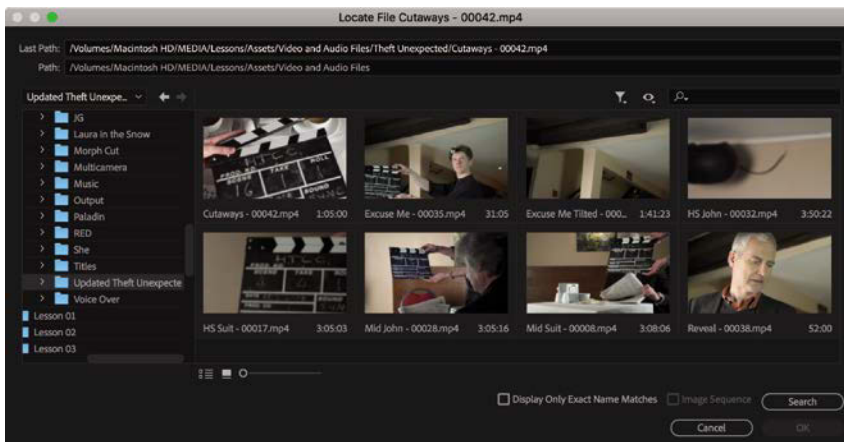 Locate File Cutaways - 00042.mp4
Last Path: /Volumes/Macintosh HD/MEDIA/Lessons/Assets/Video and Audio Files/Theft Unexpected/Cutaways - 00042.mp4
Path: /Volumes/Macintosh HD/MEDIA/Lessons/Assets/Video and Audio Files
Updated Theft Unexpe...
JG
Laura in the Snow
Morph Cut
Multicamera
Music
Output
Paladin
RED
She
Titles
Updated Theft Unexpecte
Voice Over
Lesson 01
Lesson 02
Lesson 03
Cutaways - 00042.mp4 1:05:00
Excuse Me - 00035.mp4 31:05
Excuse Me Tilted - 000... 1:41:23
HS John - 00032.mp4 3:50:22
HS Suit - 00017.mp4 3:05:03
Mid John - 00028.mp4 3:05:16
Mid Suit - 00008.mp4 3:08:06
Reveal - 00038.mp4 52:00
Display Only Exact Name Matches
Image Sequence
Search
Cancel
OK